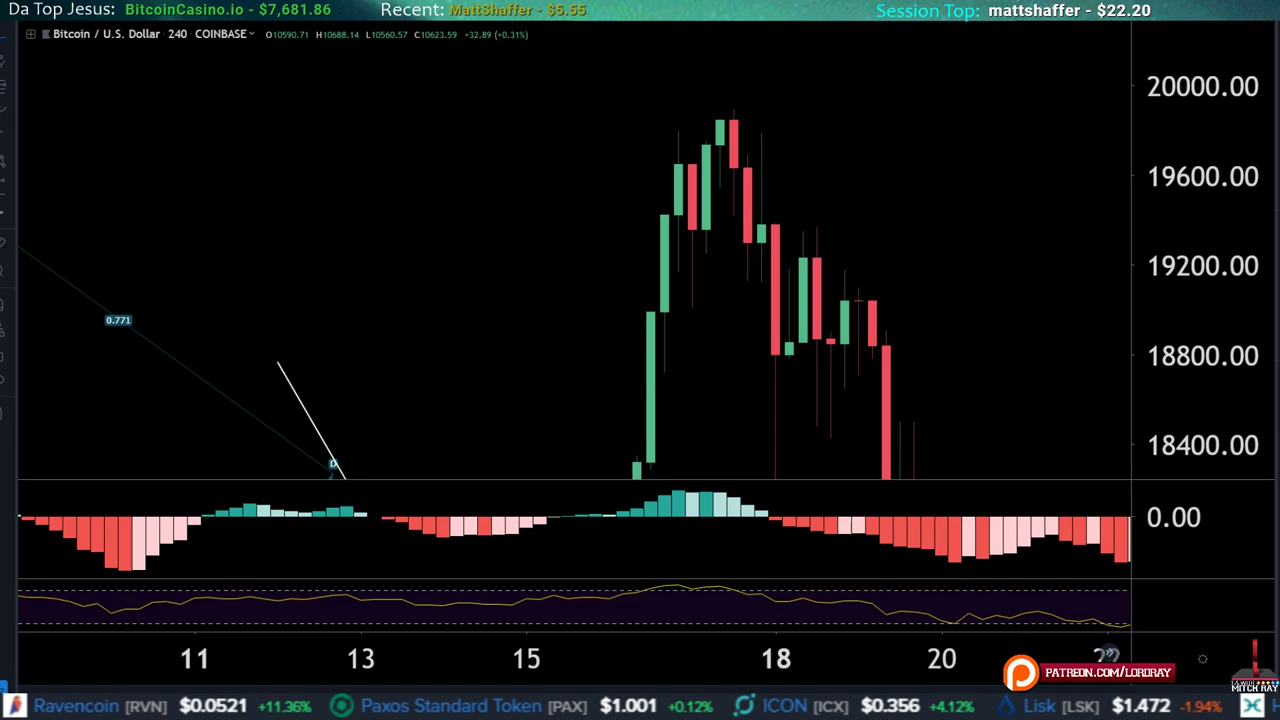 Da Top Jesus: BitcoinCasino.io - $7,681.86 Recent: MattShaffer - $5.55 Session Top: mattshaffer - $22.20
Bitcoin / U.S. Dollar 240 COINBASE O10590.71 H10688.14 L10560.57 C10623.59 +32.89 (+0.31%)
20000.00
19600.00
19200.00
0.771
18800.00
18400.00
D
0.00
11 13 15 18 20
PATREON.COM/LORDRAY
MITCH RAY
Ravencoin [RVN] $0.0521 +11.36% Paxos Standard Token [PAX] $1.001 +0.12% ICON [ICX] $0.356 +4.12% Lisk [LSK] $1.472 -1.94%